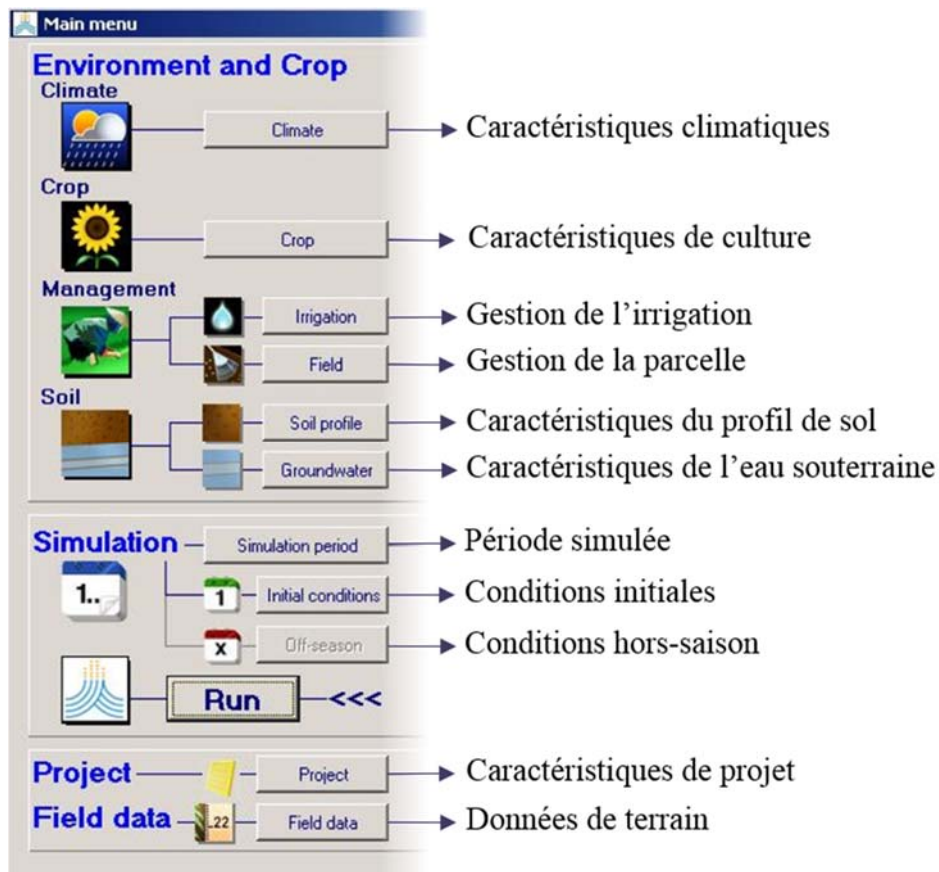 Main menu
Environment and Crop
Climate
Climate
Caractéristiques climatiques
Crop
Crop
Caractéristiques de culture
Management
Irrigation
Gestion de l’irrigation
Field
Gestion de la parcelle
Soil
Soil profile
Caractéristiques du profil de sol
Groundwater
Caractéristiques de l’eau souterraine
Simulation
Simulation period
Période simulée
1..
1
Initial conditions
Conditions initiales
x
Off-season
Conditions hors-saison
Run
<<<
Project
Project
Caractéristiques de projet
Field data
.22
Field data
Données de terrain